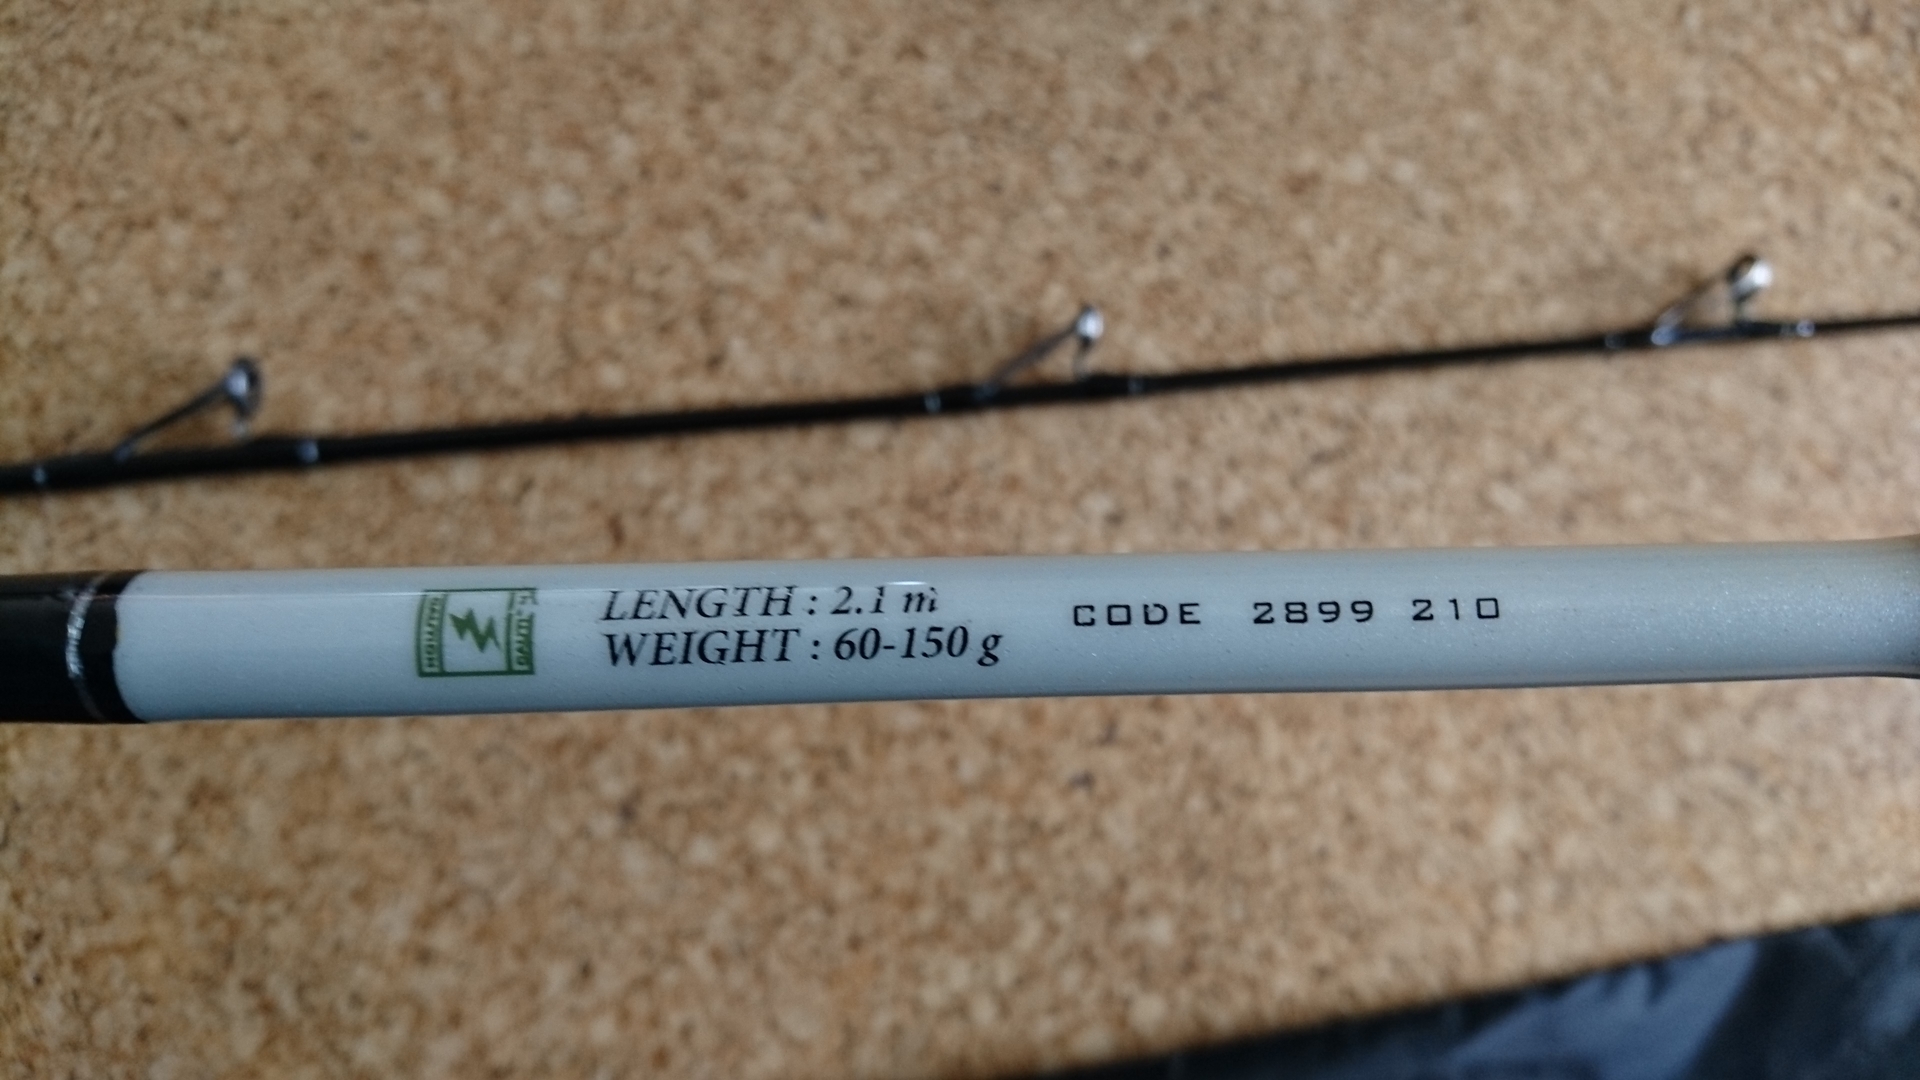 LENGTH : 2.1 m
WEIGHT : 60-150 g
CODE 2899 210